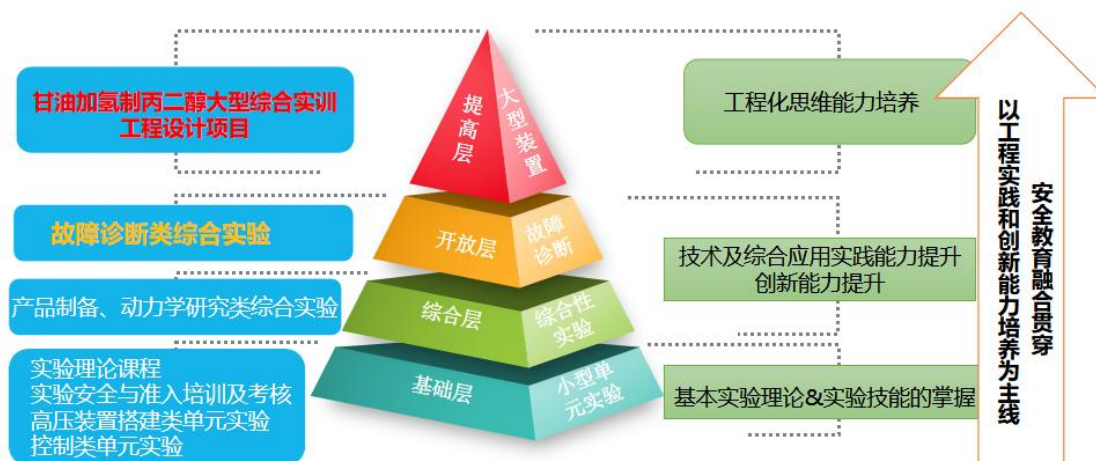 甘油加氢制丙二醇大型综合实训
工程设计项目
故障诊断类综合实验
产品制备、动力学研究类综合实验
实验理论课程
实验安全与准入培训及考核
高压装置搭建类单元实验
控制类单元实验
提高层
大型装置
开放层
故障
诊断
综合层
综合性
实验
基础层
小型单
元实验
工程化思维能力培养
技术及综合应用实践能力提升
创新能力提升
基本实验理论&实验技能的掌握
以工程实践和创新能力培养为主线
安全教育融合贯穿